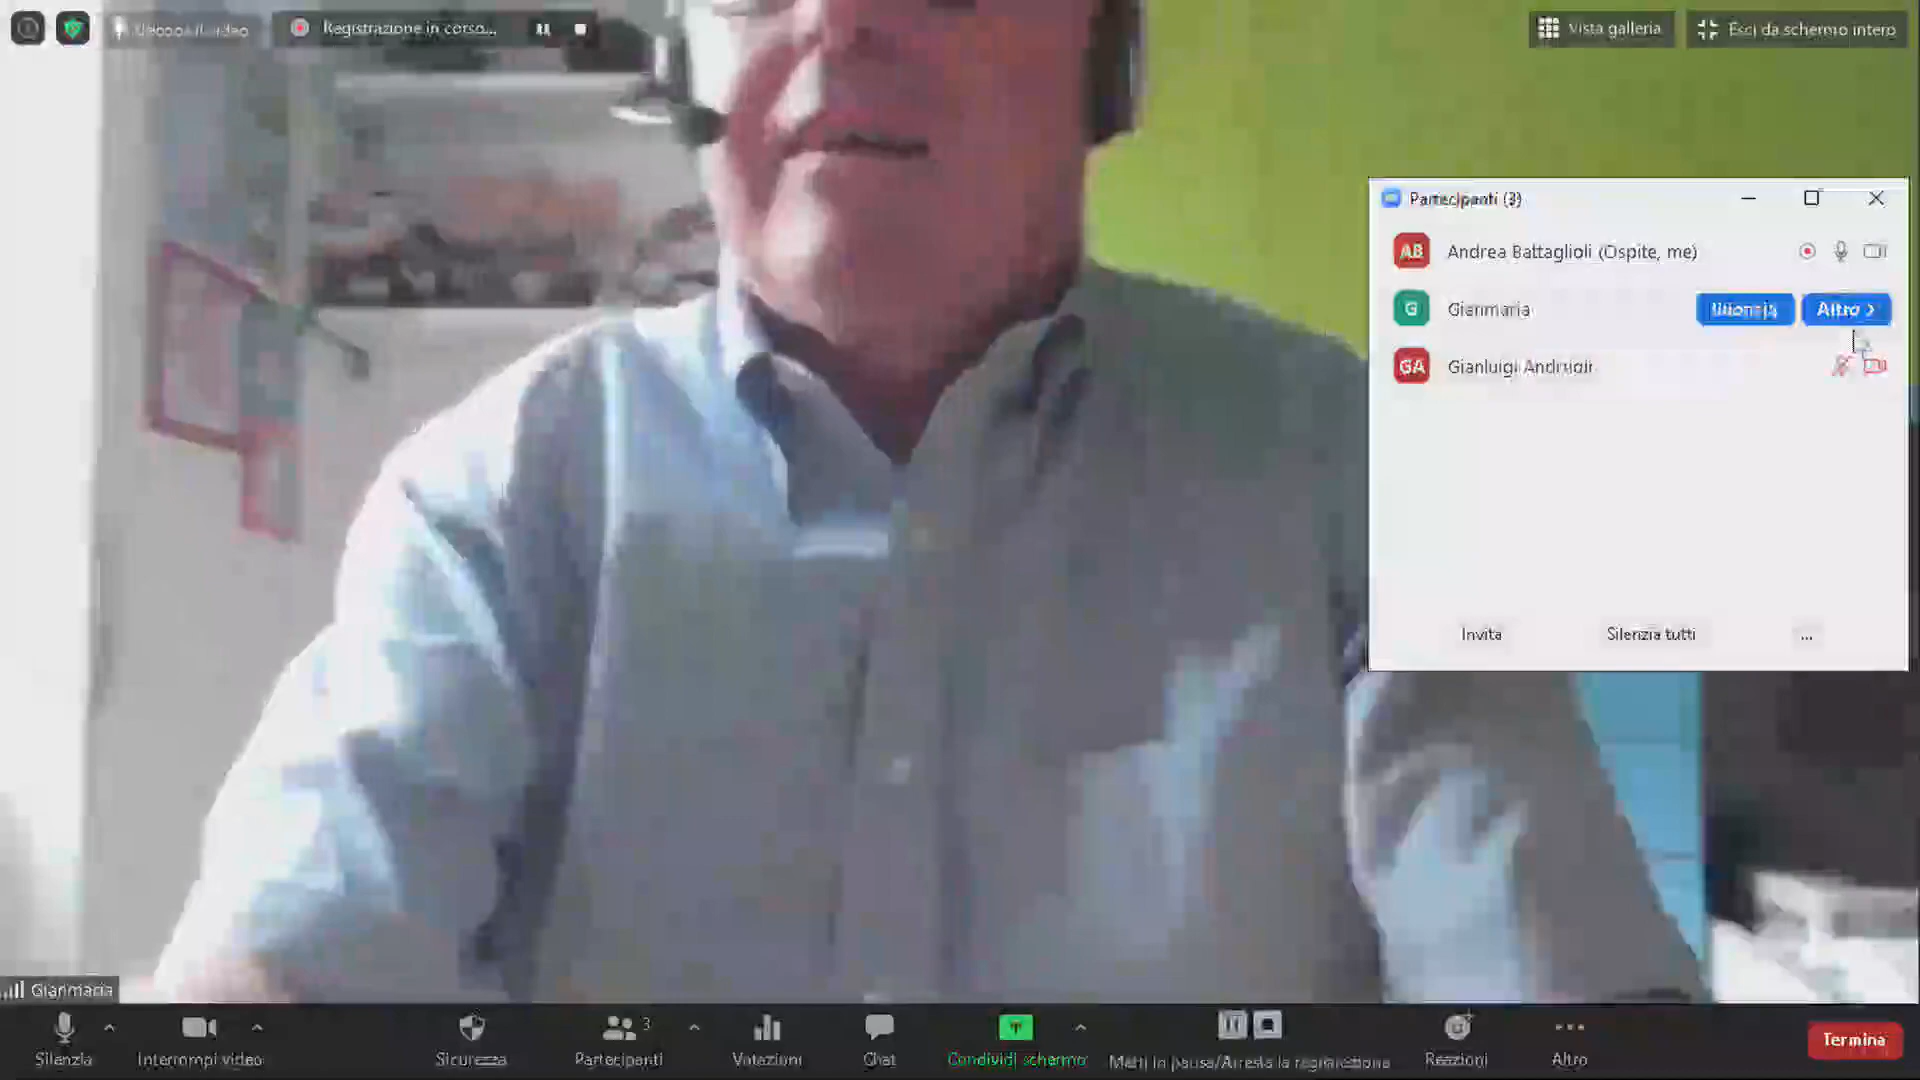 Registrazione in corso...
Vista galleria
Esci da schermo intero
Partecipanti (3)
AB Andrea Battaglioli (Ospite, me)
G Gianmaria
Altro >
GA Gianluigi
Invita
Silenzia tutti
...
Gianmaria
Silenzia
Interrompi video
Sicurezza
Partecipanti 3
Votazioni
Chat
Condividi schermo
Metti in pausa/Arresta la registrazione
Reazioni
Altro
Termina